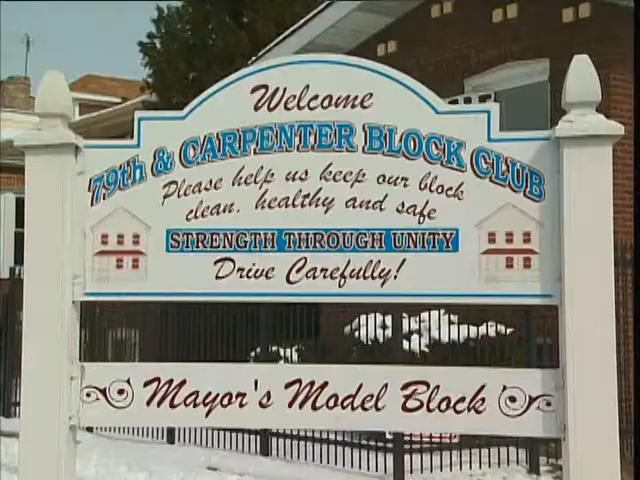 Welcome
79th & CARPENTER BLOCK CLUB
Please help us keep our block
clean, healthy and safe
STRENGTH THROUGH UNITY
Drive Carefully!
Mayor's Model Block